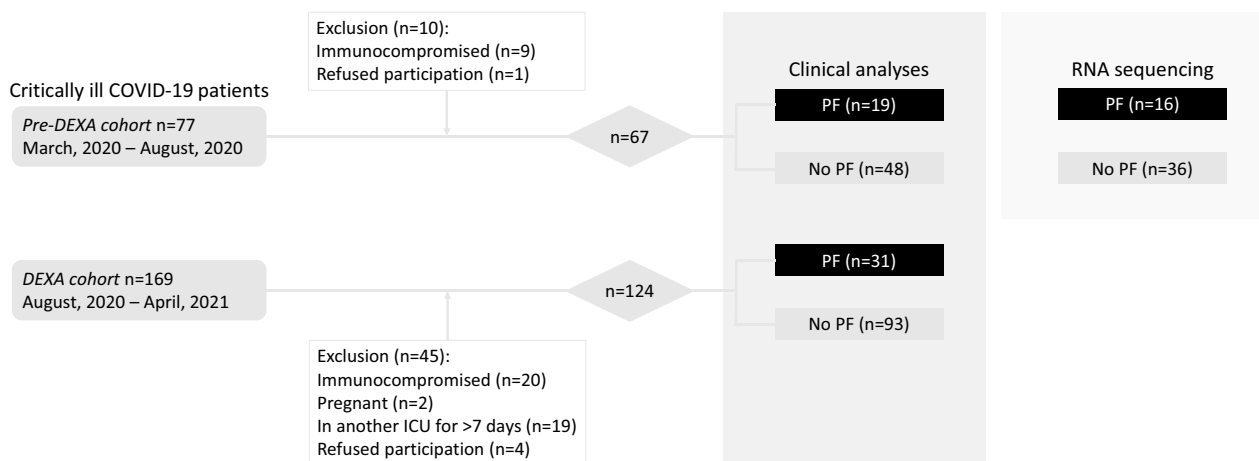 Exclusion (n=10):
Immunocompromised (n=9)
Refused participation (n=1)
Critically ill COVID-19 patients
Pre-DEXA cohort n=77
March, 2020 – August, 2020
n=67
Clinical analyses
PF (n=19)
No PF (n=48)
RNA sequencing
PF (n=16)
No PF (n=36)
DEXA cohort n=169
August, 2020 – April, 2021
n=124
PF (n=31)
No PF (n=93)
Exclusion (n=45):
Immunocompromised (n=20)
Pregnant (n=2)
In another ICU for >7 days (n=19)
Refused participation (n=4)